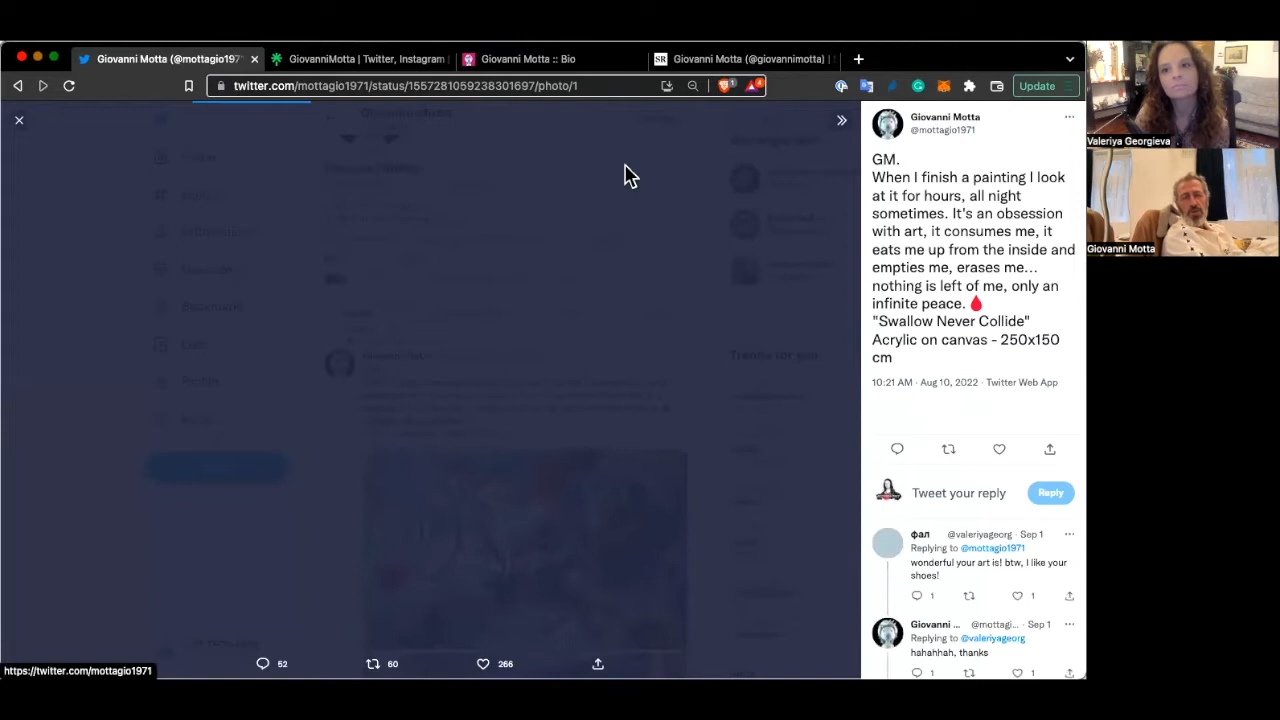 Giovanni Motta (@mottagio197
GiovanniMotta | Twitter, Instagram
Giovanni Motta :: Bio
SR
Giovanni Motta (@giovannimotta) |
twitter.com/mottagio1971/status/1557281059238301697/photo/1
1
4
Update
Giovanni Motta
@mottagio1971
GM.
When I finish a painting I look
at it for hours, all night
sometimes. It's an obsession
with art, it consumes me, it
eats me up from the inside and
empties me, erases me...
nothing is left of me, only an
infinite peace. 🩸
"Swallow Never Collide"
Acrylic on canvas - 250x150
cm
10:21 AM · Aug 10, 2022 · Twitter Web App
Tweet your reply
Reply
фал @valeriyageorg · Sep 1
Replying to @mottagio1971
wonderful your art is! btw, I like your
shoes!
1
1
Giovanni ... @mottagi... · Sep 1
Replying to @valeriyageorg
hahahhah, thanks
1
1
Trends for you
52
60
266
https://twitter.com/mottagio1971
Valeriya Georgieva
Giovanni Motta